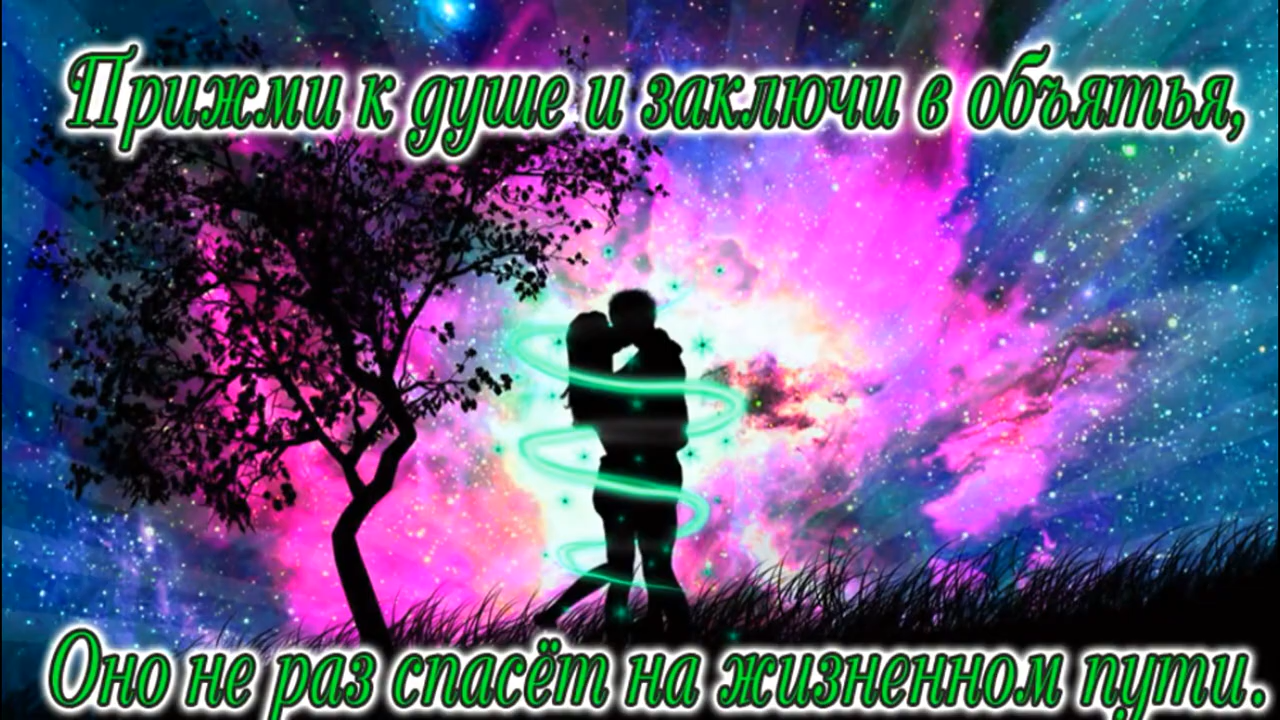 Прижми к душе и заключи в объятья,
Оно не раз спасёт на жизненном пути.